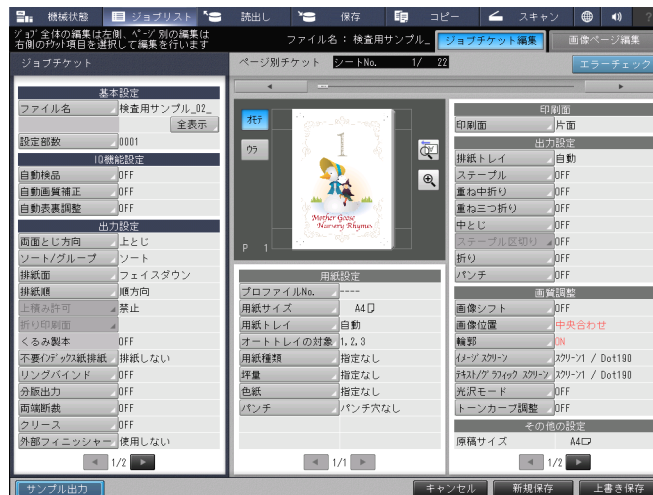 機械状態 ジョブリスト 読出し 保存 コピー スキャン ?
ジョブ全体の編集は左側、ページ別の編集は
右側のチケット項目を選択して編集を行います
ファイル名：検査用サンプル_ ジョブチケット編集 画像ページ編集
ジョブチケット
ページ別チケット シートNo. 1/ 22 エラーチェック
基本設定
ファイル名 検査用サンプル_02_
全表示
設定部数 0001
IQ機能設定
自動検品 OFF
自動画質補正 OFF
自動表裏調整 OFF
出力設定
両面とじ方向 上とじ
ソート/グループ ソート
排紙面 フェイスダウン
排紙順 順方向
上積み許可 禁止
折り印刷面
くるみ製本 OFF
不要インデックス紙排紙 排紙しない
リングバインド OFF
分版出力 OFF
両端断裁 OFF
クリース OFF
外部フィニッシャー 使用しない
1/2
サンプル出力
オモテ
ウラ
P 1
Mother Goose
Nursery Rhymes
用紙設定
プロファイルNo. ----
用紙サイズ A4
用紙トレイ 自動
オートトレイの対象 1,2,3
用紙種類 指定なし
坪量 指定なし
色紙 指定なし
パンチ パンチ穴なし
1/1
印刷面
印刷面 片面
出力設定
排紙トレイ 自動
ステープル OFF
重ね中折り OFF
重ね三つ折り OFF
中とじ OFF
ステープル区切り OFF
折り OFF
パンチ OFF
画質調整
画像シフト OFF
画像位置 中央合わせ
輪郭 ON
イメージ スクリーン スクリーン1 / Dot190
テキスト/グラフィック スクリーン スクリーン1 / Dot190
光沢モード OFF
トーンカーブ調整 OFF
その他の設定
原稿サイズ A4
1/2
キャンセル 新規保存 上書き保存